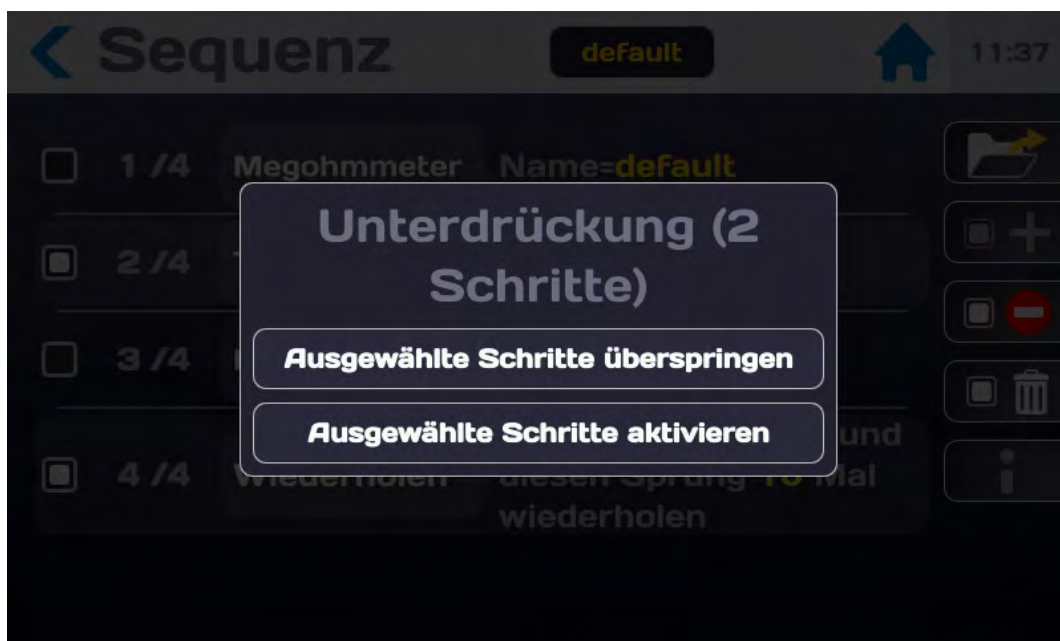 Sequenz
default
11:37
1 /4
Megohmmeter
Name=default
Unterdrückung (2
Schritte)
2 /4
Ausgewählte Schritte überspringen
3 /4
Ausgewählte Schritte aktivieren
und
4 /4
Wiederholen
diesen Sprung 10 Mal
wiederholen